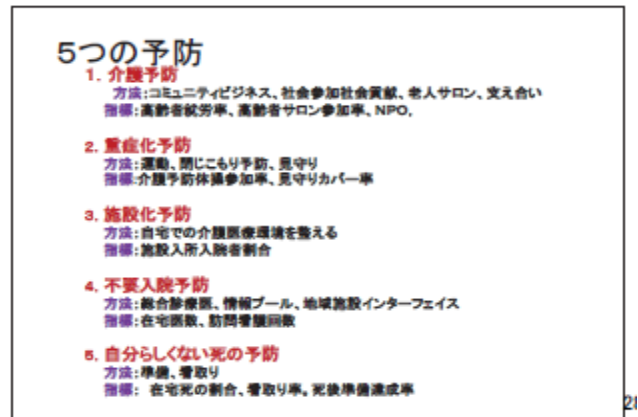 5つの予防
1. 介護予防
方法:コミュニティビジネス、社会参加社会貢献、老人サロン、支え合い
指標:高齢者就労率、高齢者サロン参加率、NPO,
2. 重症化予防
方法:運動、閉じこもり予防、見守り
指標:介護予防体操参加率、見守りカバー率
3. 施設化予防
方法:自宅での介護医療環境を整える
指標:施設入所入院者割合
4. 不要入院予防
方法:総合診療医、情報プール、地域施設インターフェイス
指標:在宅医数、訪問看護回数
5. 自分らしくない死の予防
方法:準備、看取り
指標: 在宅死の割合、看取り率。死後準備達成率